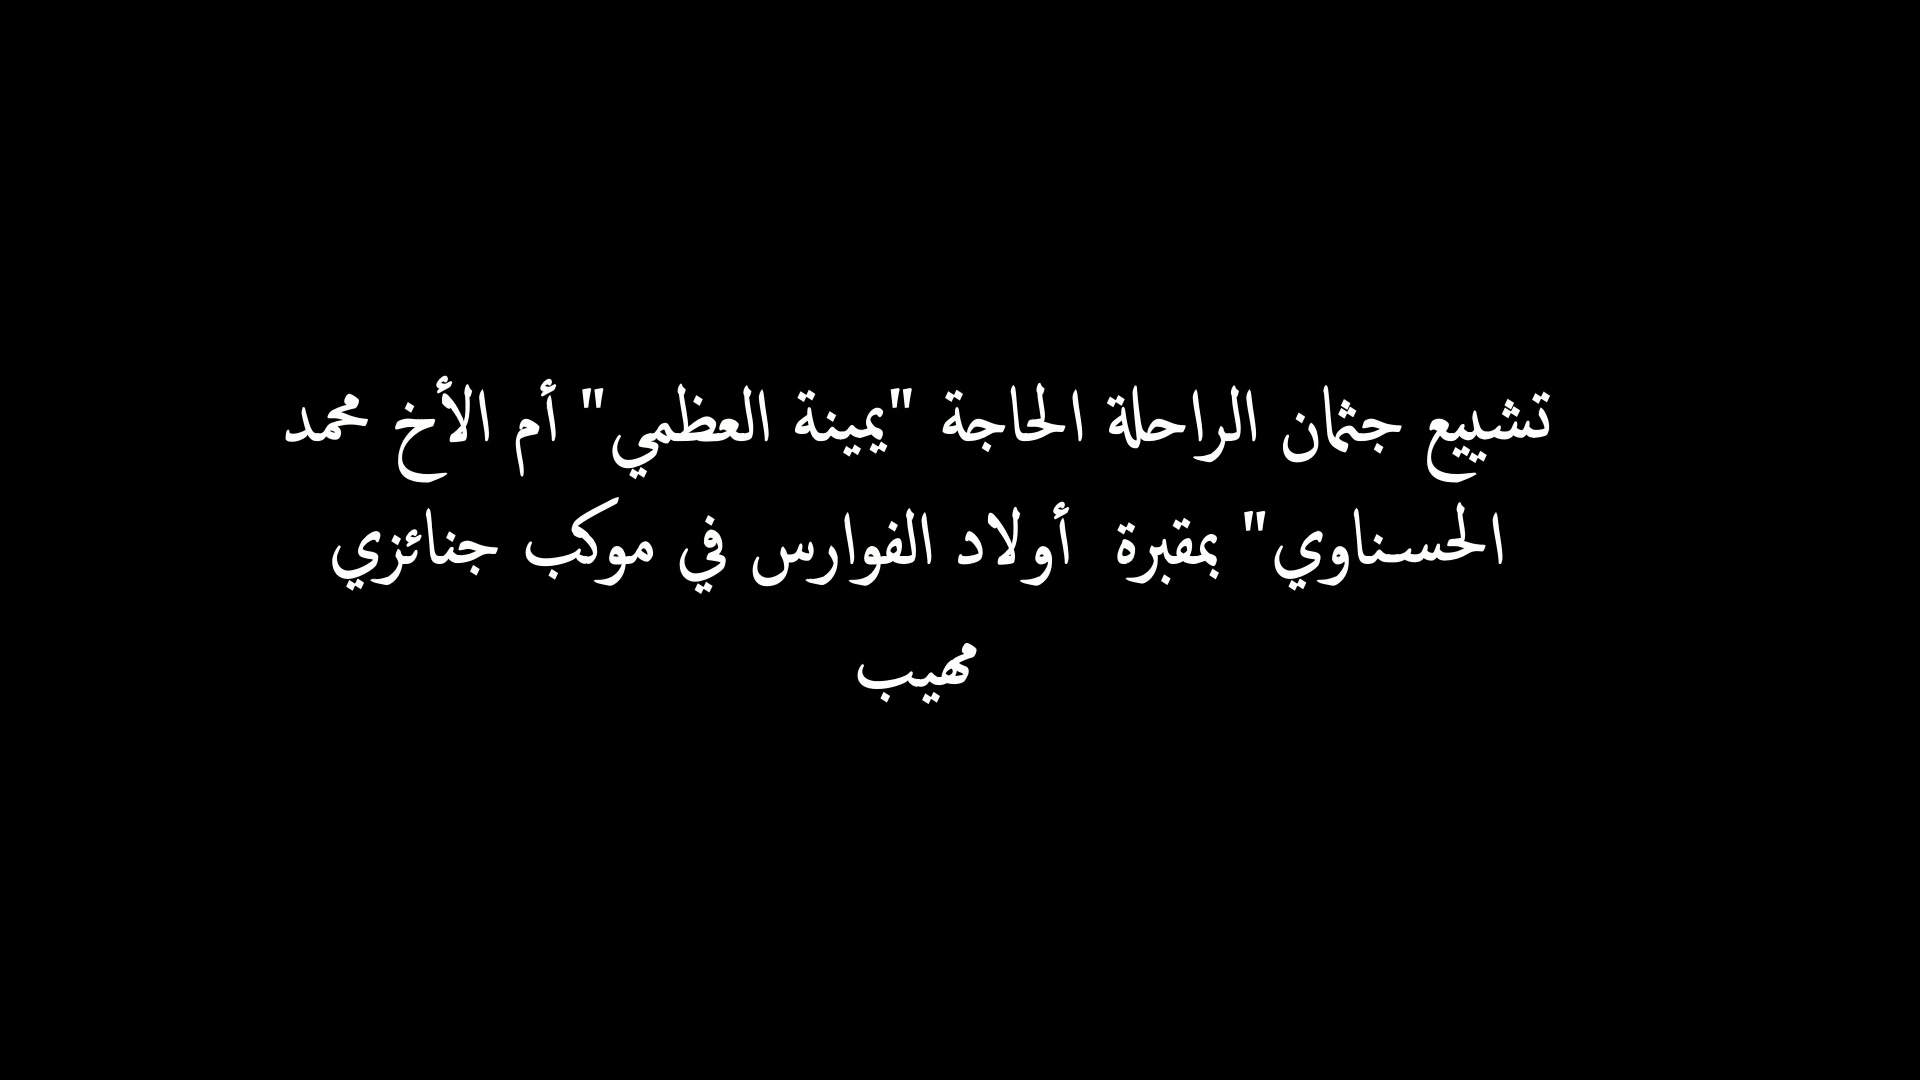 تشييع جثمان الراحلة الحاجة "يمينة العظمي" أم الأخ محمد
الحسناوي" بمقبرة أولاد الفوارس في موكب جنائزي
مهيب